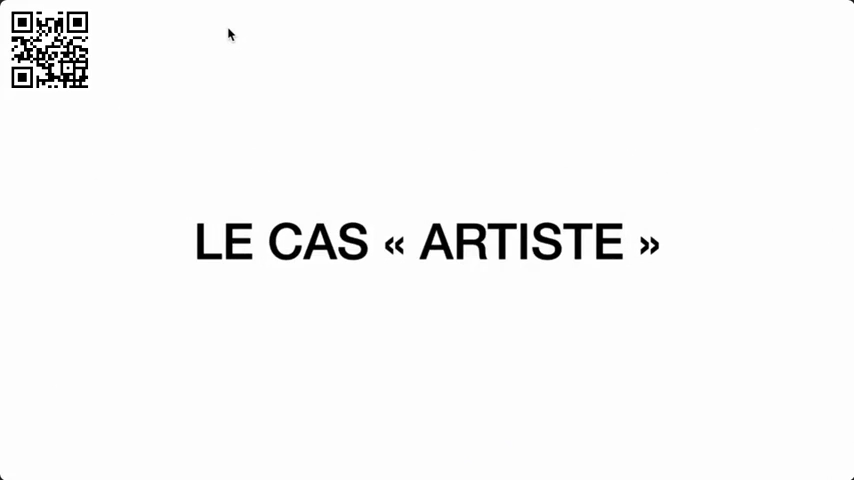 LE CAS « ARTISTE »